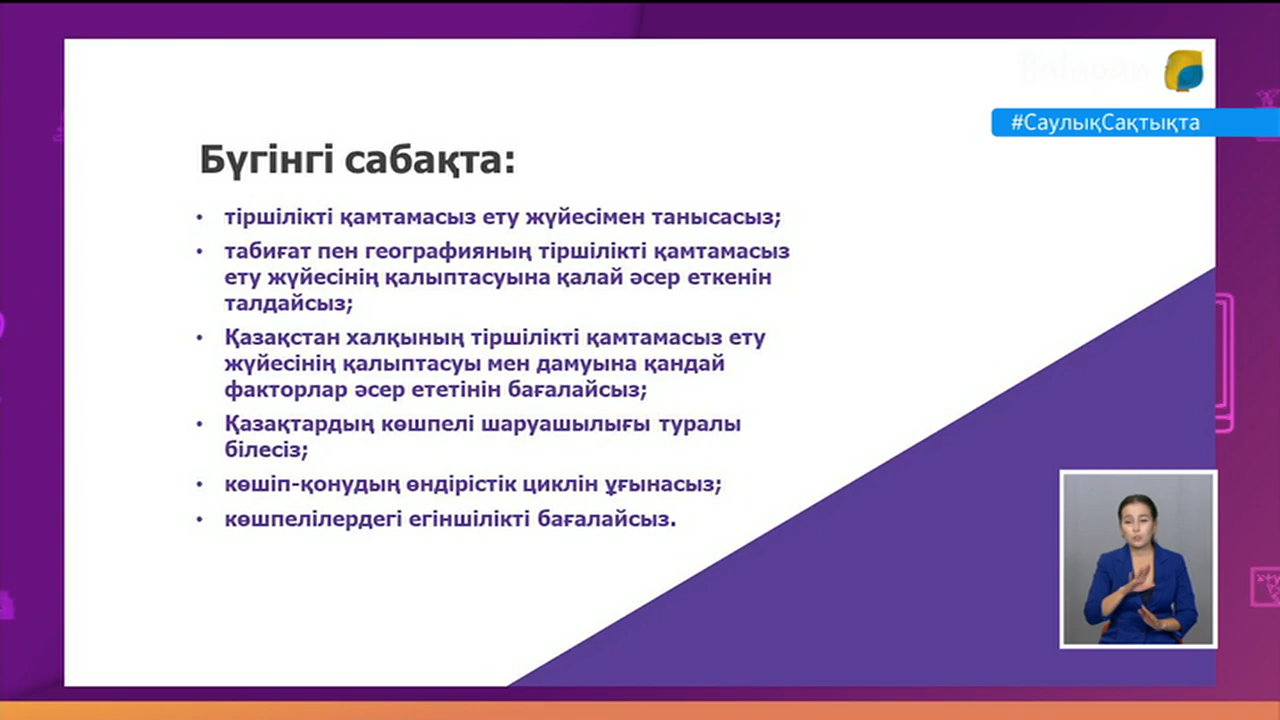 #СаулықСақтықта
Бүгінгі сабақта:
• тіршілікті қамтамасыз ету жүйесімен танысасыз;
• табиғат пен географияның тіршілікті қамтамасыз
ету жүйесінің қалыптасуына қалай әсер еткенін
талдайсыз;
• Қазақстан халқының тіршілікті қамтамасыз ету
жүйесінің қалыптасуы мен дамуына қандай
факторлар әсер ететінін бағалайсыз;
• Қазақтардың көшпелі шаруашылығы туралы
білесіз;
• көшіп-қонудың өндірістік циклін ұғынасыз;
• көшпелілердегі егіншілікті бағалайсыз.